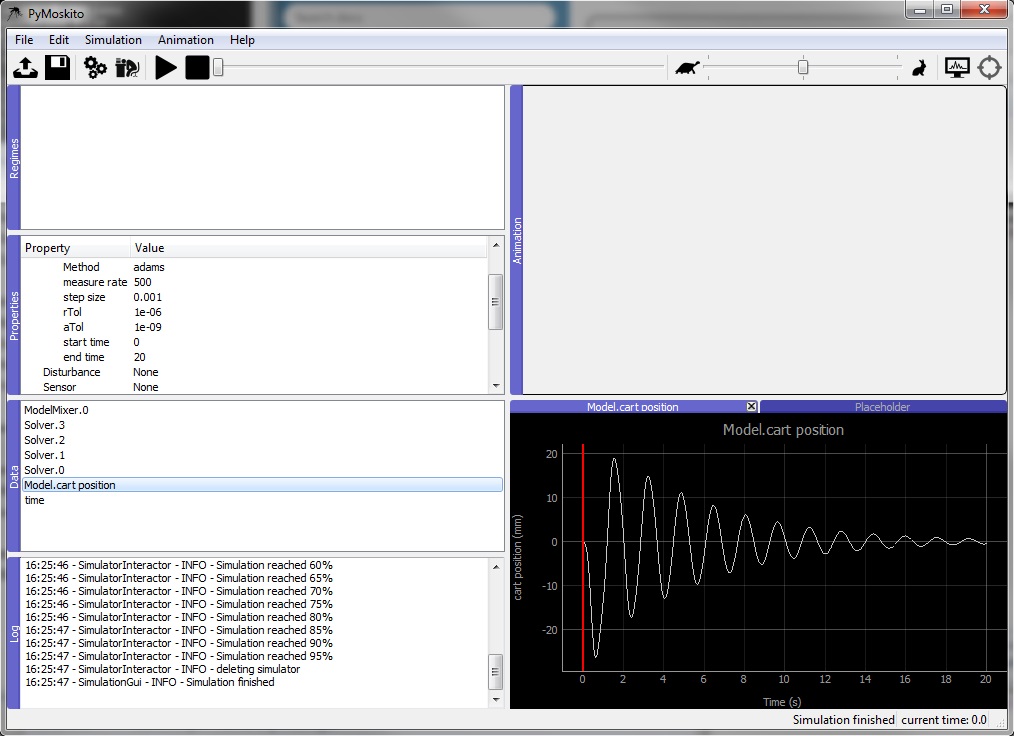 PyMoskito
File Edit Simulation Animation Help
Regimes
Properties
Property Value
Method adams
measure rate 500
step size 0.001
rTol 1e-06
aTol 1e-09
start time 0
end time 20
Disturbance None
Sensor None
Data
ModelMixer.0
Solver.3
Solver.2
Solver.1
Solver.0
Model.cart position
time
Log
16:25:46 - SimulatorInteractor - INFO - Simulation reached 60%
16:25:46 - SimulatorInteractor - INFO - Simulation reached 65%
16:25:46 - SimulatorInteractor - INFO - Simulation reached 70%
16:25:46 - SimulatorInteractor - INFO - Simulation reached 75%
16:25:46 - SimulatorInteractor - INFO - Simulation reached 80%
16:25:47 - SimulatorInteractor - INFO - Simulation reached 85%
16:25:47 - SimulatorInteractor - INFO - Simulation reached 90%
16:25:47 - SimulatorInteractor - INFO - Simulation reached 95%
16:25:47 - SimulatorInteractor - INFO - deleting simulator
16:25:47 - SimulationGui - INFO - Simulation finished
Animation
Model.cart position Placeholder
Model.cart position
cart position (mm)
20
10
0
-10
-20
0 2 4 6 8 10 12 14 16 18 20
Time (s)
Simulation finished current time: 0.0